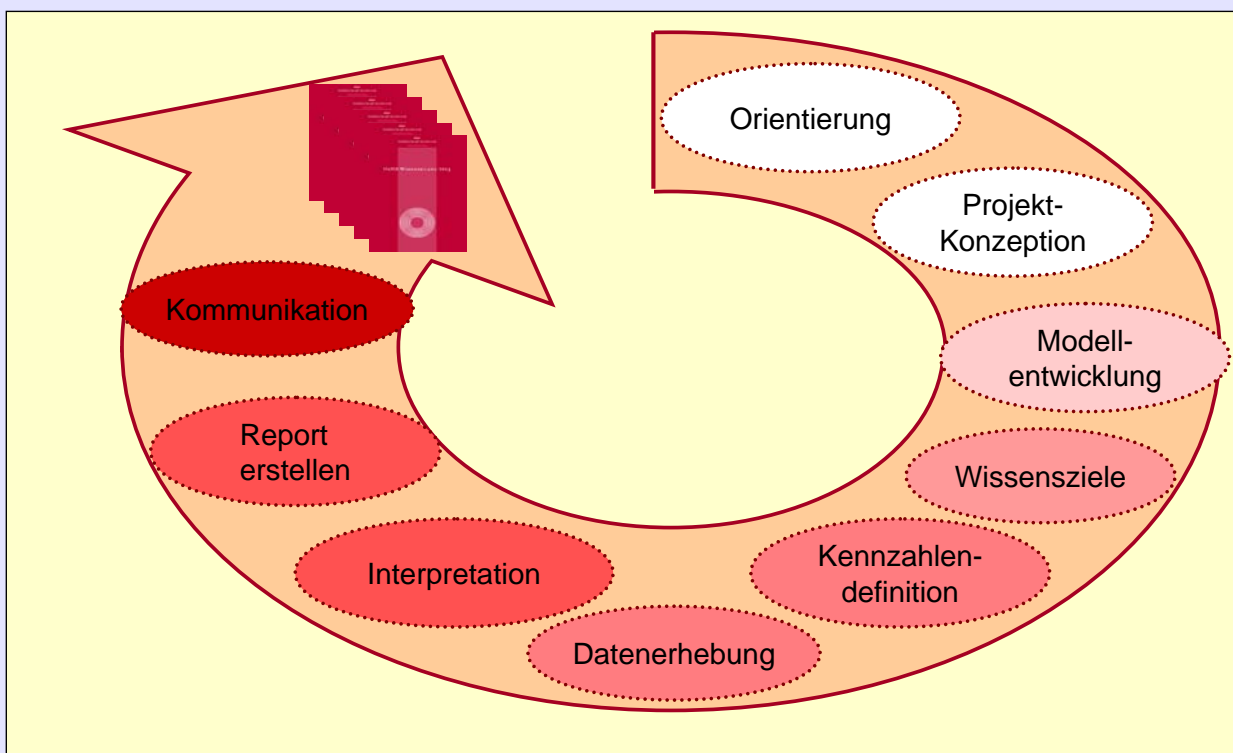 Orientierung
Projekt-
Konzeption
Modell-
entwicklung
Wissensziele
Kennzahlen-
definition
Datenerhebung
Interpretation
Report
erstellen
Kommunikation